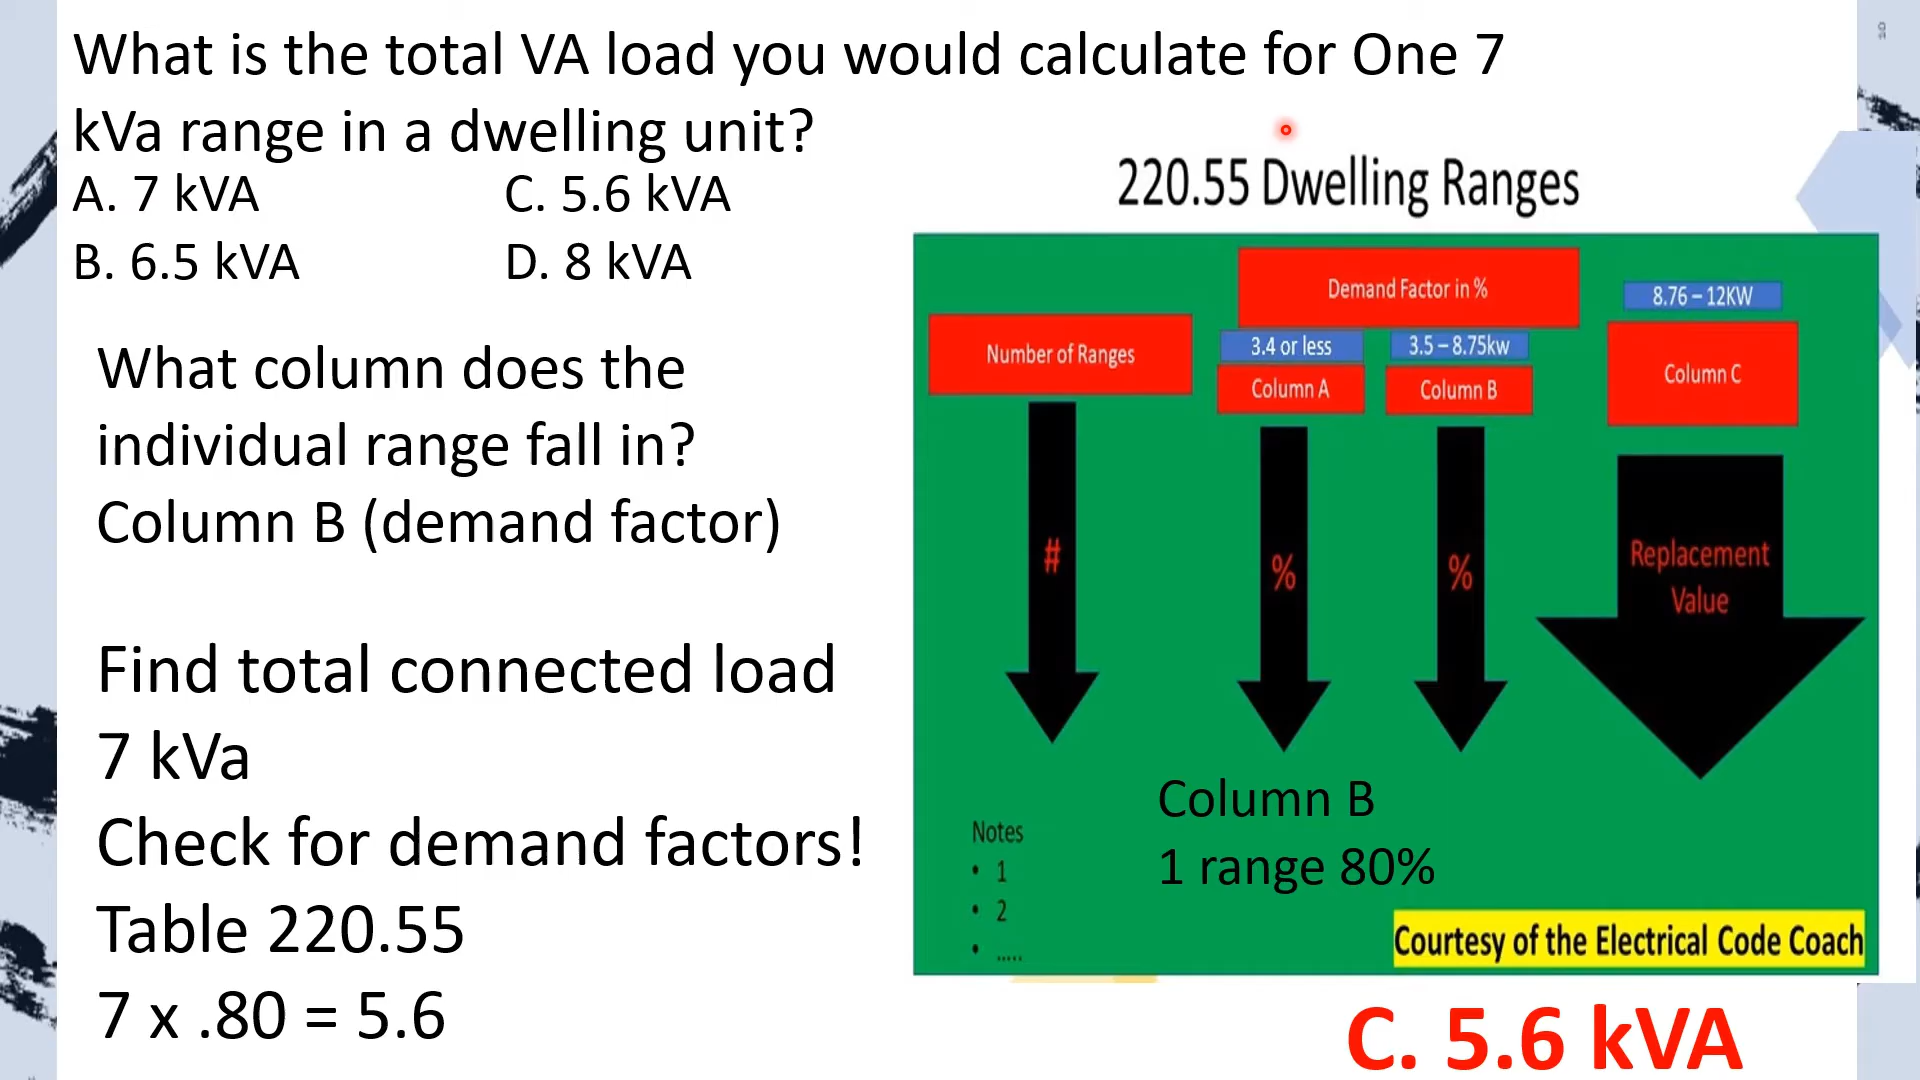 What is the total VA load you would calculate for One 7
kVa range in a dwelling unit?
A. 7 kVA
C. 5.6 kVA
B. 6.5 kVA
D. 8 kVA
What column does the
individual range fall in?
Column B (demand factor)
Find total connected load
7 kVa
Check for demand factors!
Table 220.55
7 x .80 = 5.6
220.55 Dwelling Ranges
Demand Factor in %
8.76 – 12KW
Number of Ranges
3.4 or less
3.5 – 8.75kw
Column A
Column B
Column C
#
%
%
Replacement
Value
Column B
1 range 80%
Notes
• 1
• 2
• .....
Courtesy of the Electrical Code Coach
C. 5.6 kVA